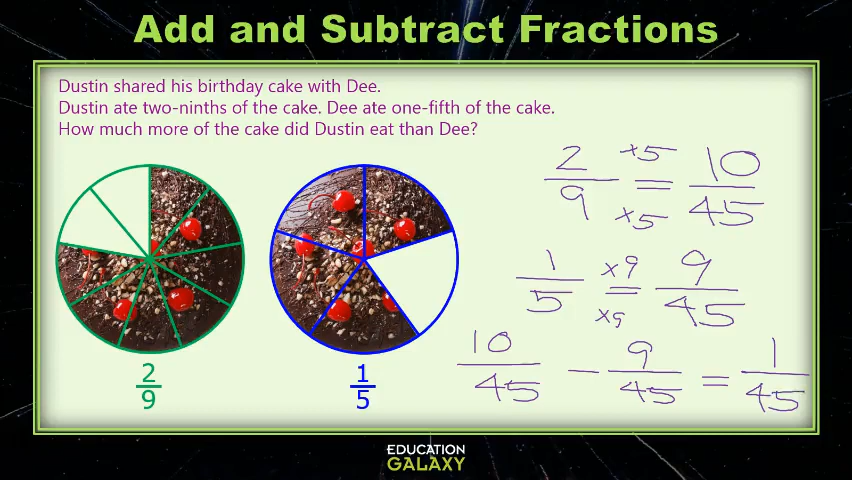 Add and Subtract Fractions
Dustin shared his birthday cake with Dee.
Dustin ate two-ninths of the cake. Dee ate one-fifth of the cake.
How much more of the cake did Dustin eat than Dee?
2/9
1/5
2/9 ×5 = ×5 10/45
1/5 ×9 = ×9 9/45
10/45 − 9/45 = 1/45
EDUCATION
GALAXY